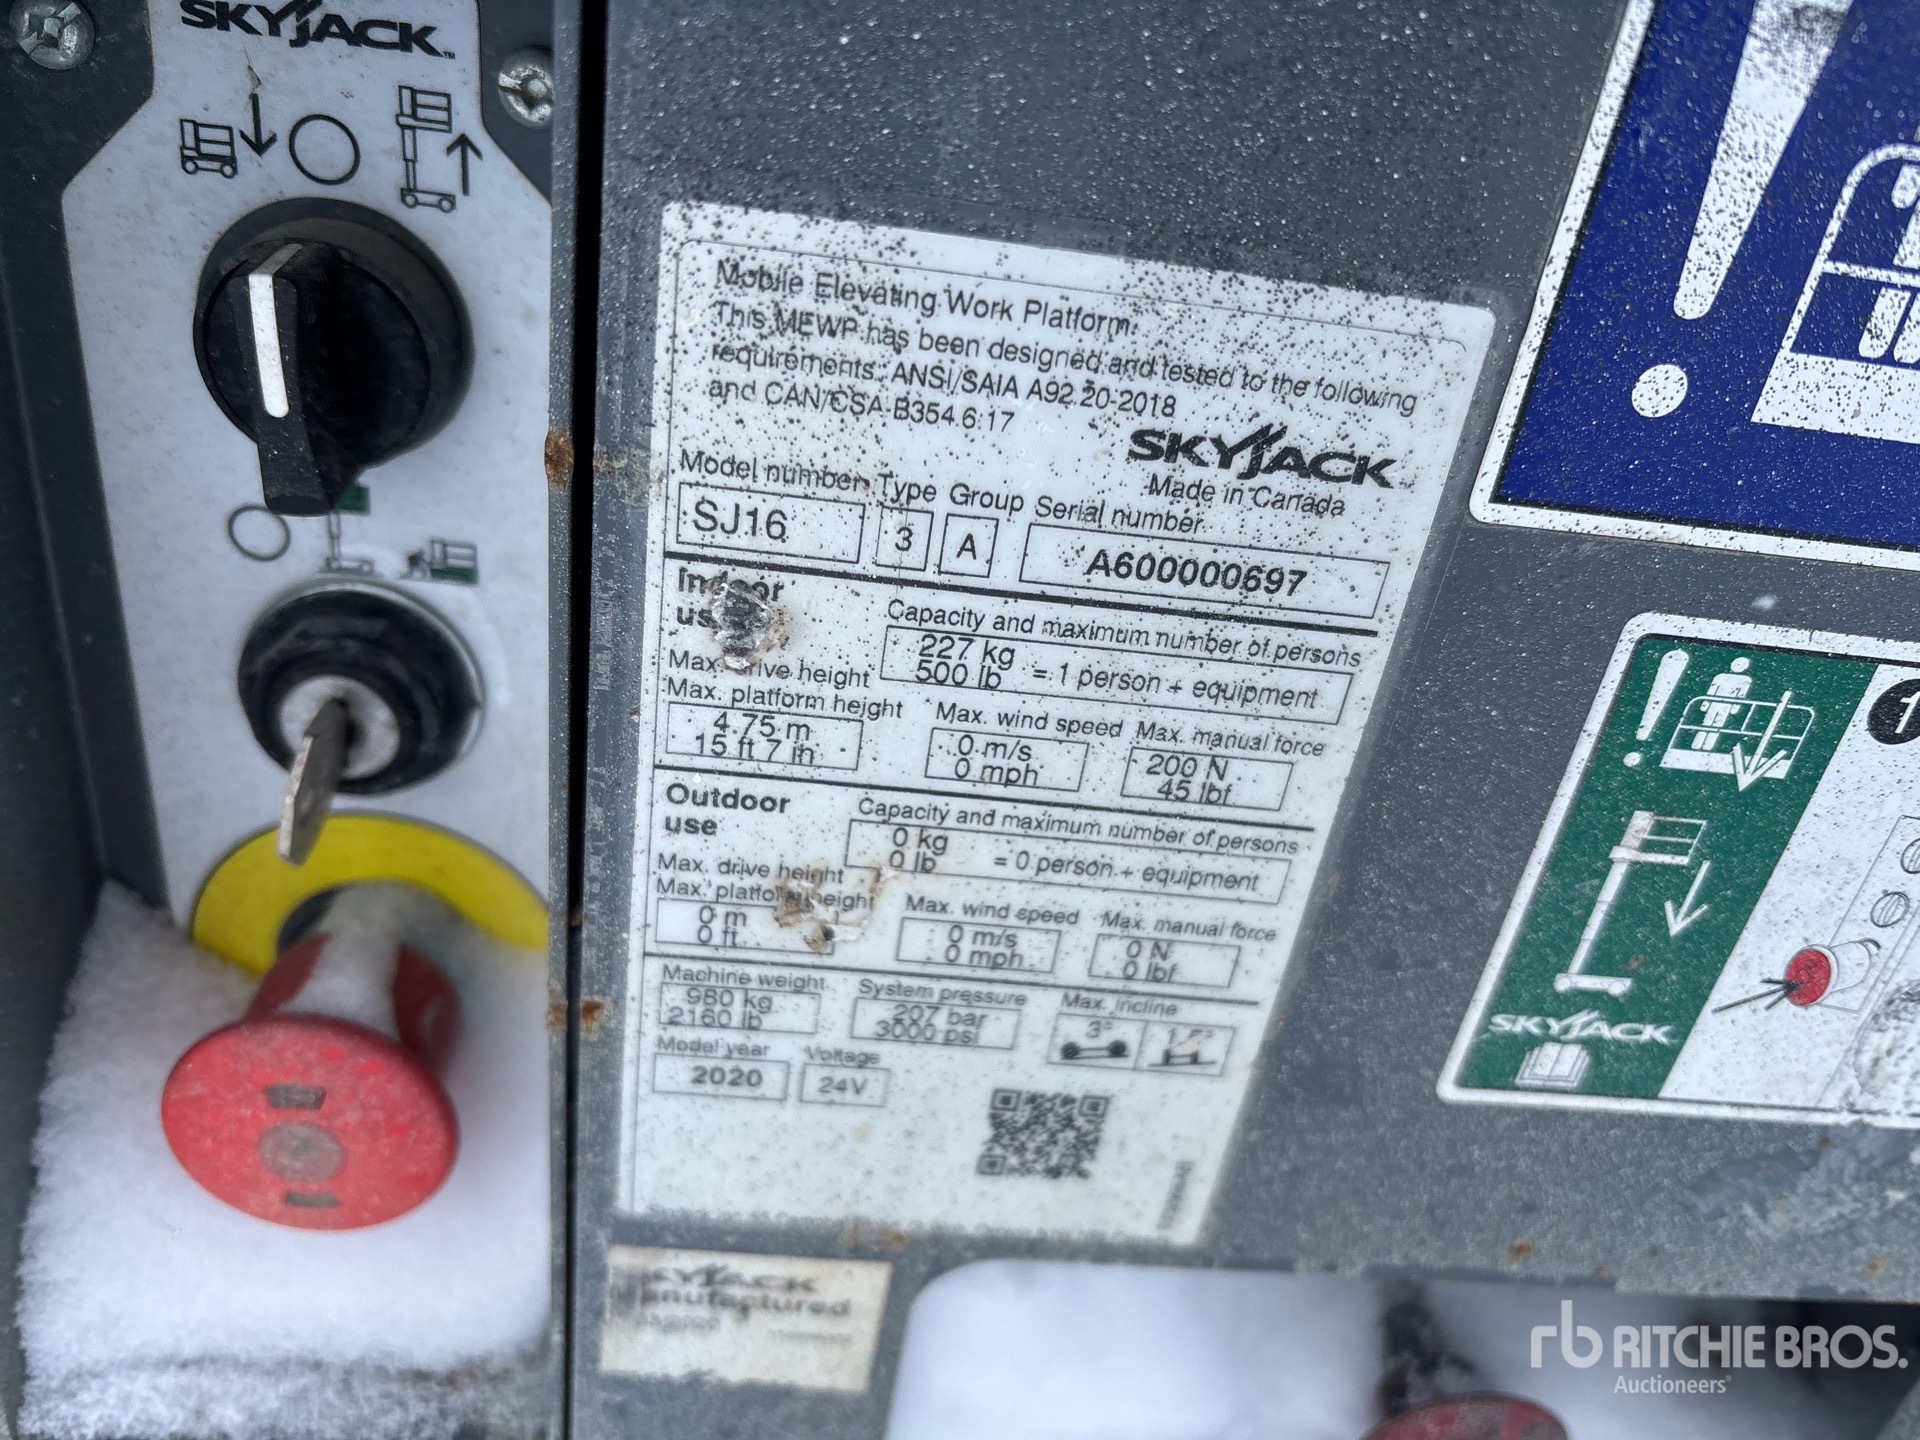 SKYJACK
Mobile Elevating Work Platform:
This MEWP has been designed and tested to the following
requirements: ANSI/SAIA A92.20-2018
and CAN/CSA-B354.6:17
SKYJACK
Made in Canada
Model number Type Group Serial number
SJ16 3 A A600000697
Indoor
use
Capacity and maximum number of persons
227 kg
500 lb = 1 person + equipment
Max. drive height
Max. platform height
4.75 m
15 ft 7 in
Max. wind speed
0 m/s
0 mph
Max. manual force
200 N
45 lbf
Outdoor
use
Capacity and maximum number of persons
0 kg
0 lb = 0 person + equipment
Max. drive height
Max. platform height
0 m
0 ft
Max. wind speed
0 m/s
0 mph
Max. manual force
0 N
0 lbf
Machine weight
980 kg
2160 lb
System pressure
207 bar
3000 psi
Max. incline
3°
Model year
2020
Voltage
24V
SKYJACK
Manufactured
1
SKYJACK
rb RITCHIE BROS.
Auctioneers